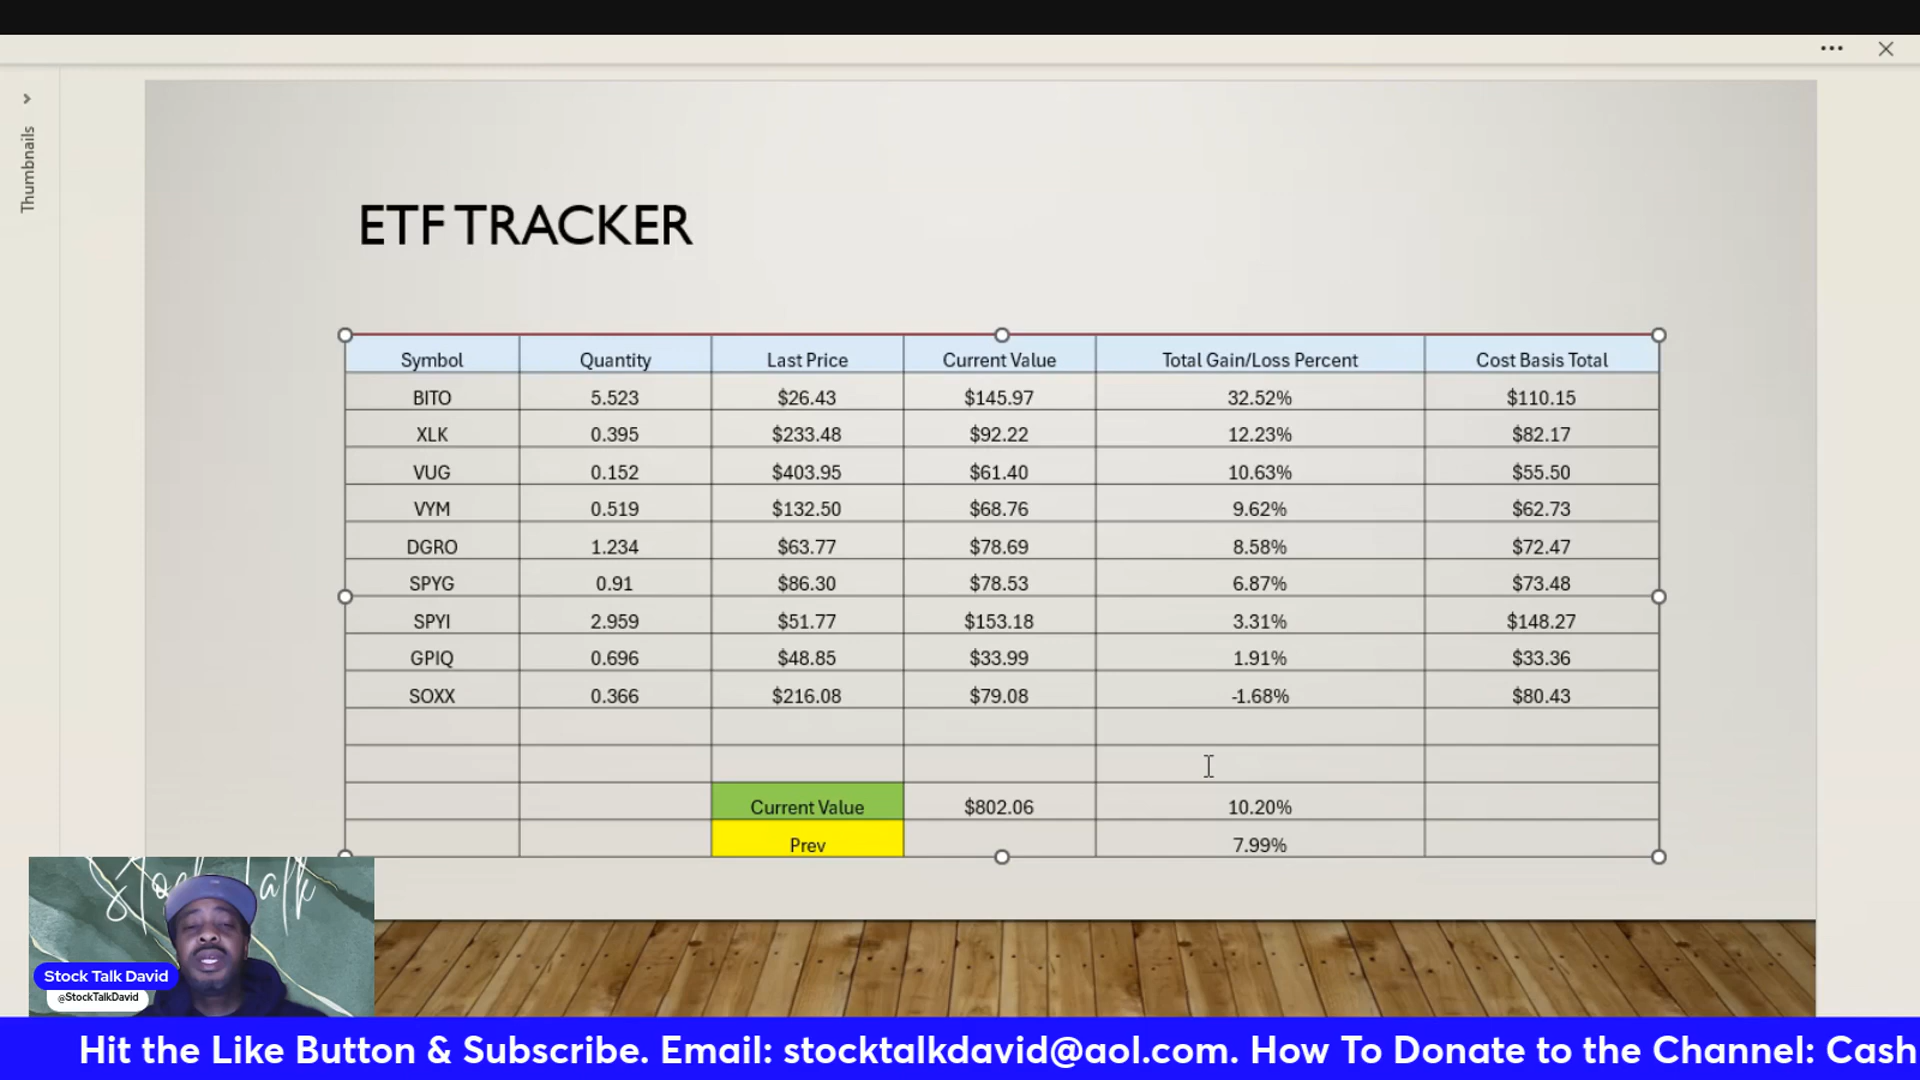 Thumbnails
ETF TRACKER
Symbol Quantity Last Price Current Value Total Gain/Loss Percent Cost Basis Total
BITO 5.523 $26.43 $145.97 32.52% $110.15
XLK 0.395 $233.48 $92.22 12.23% $82.17
VUG 0.152 $403.95 $61.40 10.63% $55.50
VYM 0.519 $132.50 $68.76 9.62% $62.73
DGRO 1.234 $63.77 $78.69 8.58% $72.47
SPYG 0.91 $86.30 $78.53 6.87% $73.48
SPYI 2.959 $51.77 $153.18 3.31% $148.27
GPIQ 0.696 $48.85 $33.99 1.91% $33.36
SOXX 0.366 $216.08 $79.08 -1.68% $80.43
Current Value $802.06 10.20%
Prev 7.99%
Stock Talk
Stock Talk David
@StockTalkDavid
Hit the Like Button & Subscribe. Email: stocktalkdavid@aol.com. How To Donate to the Channel: Cash